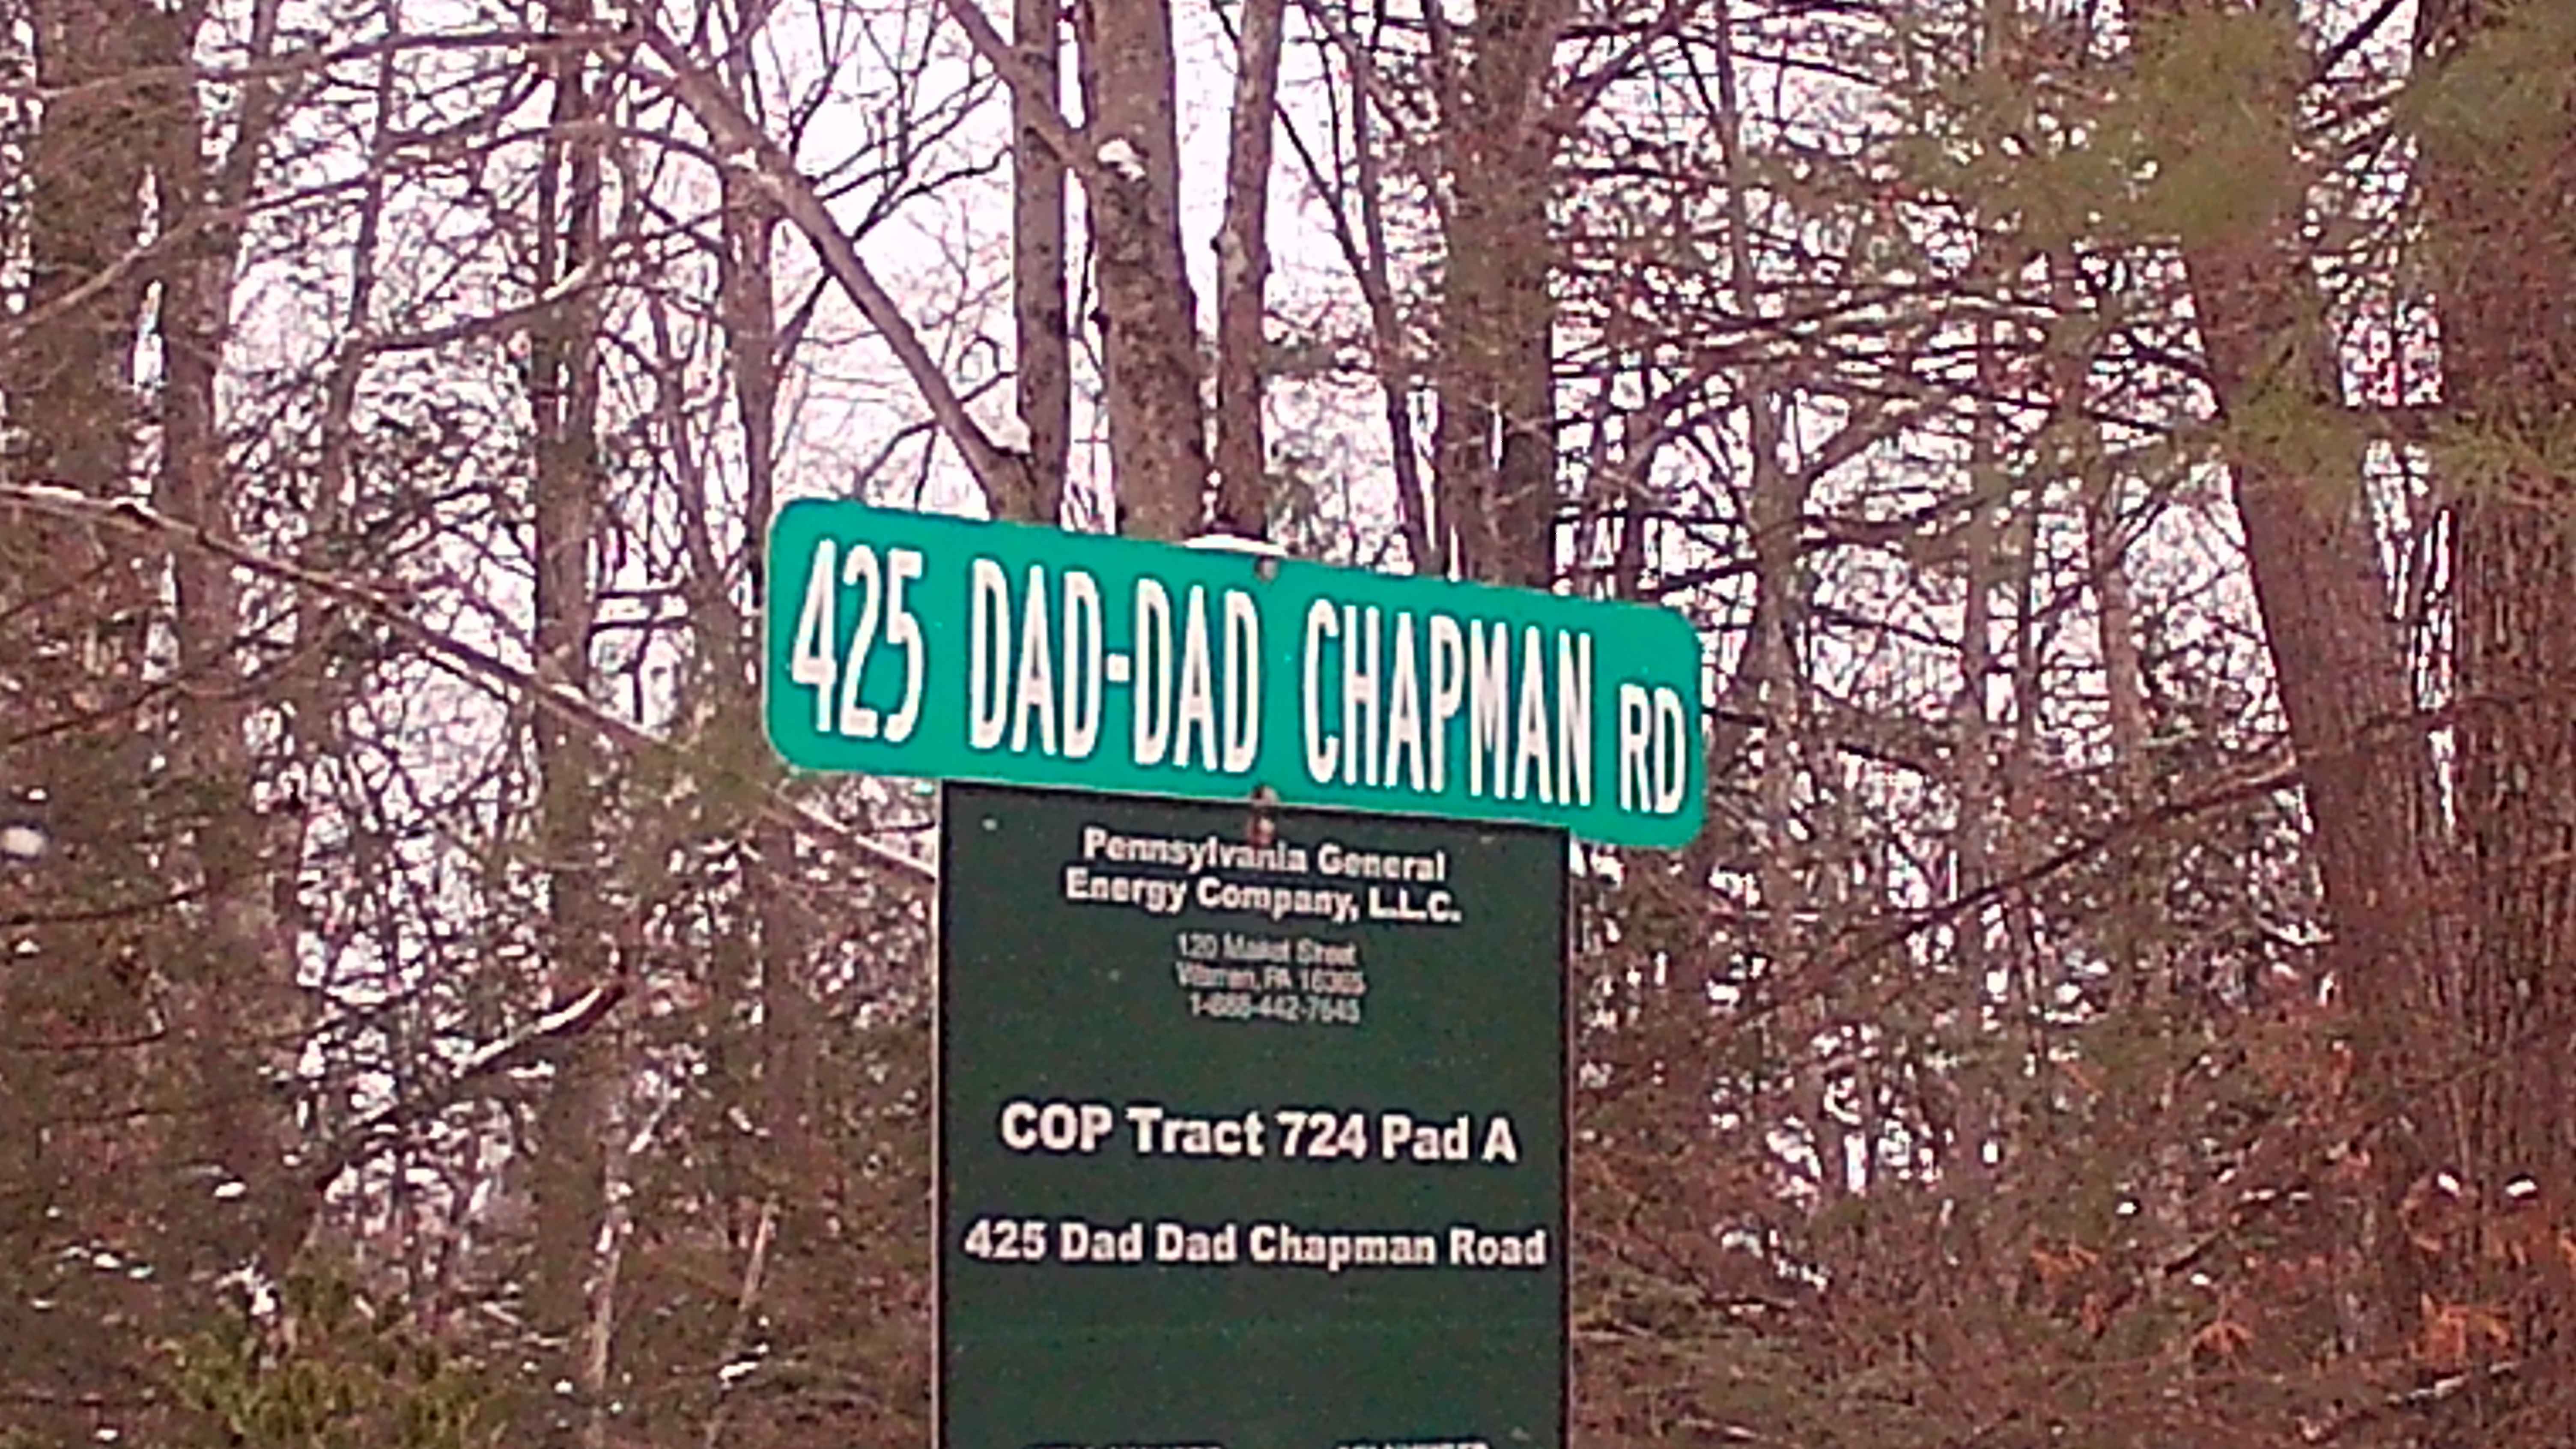 425 DAD-DAD CHAPMAN RD
Pennsylvania General
Energy Company, L.L.C.
120 Market Street
Warren, PA 16365
COP Tract 724 Pad A
425 Dad Dad Chapman Road